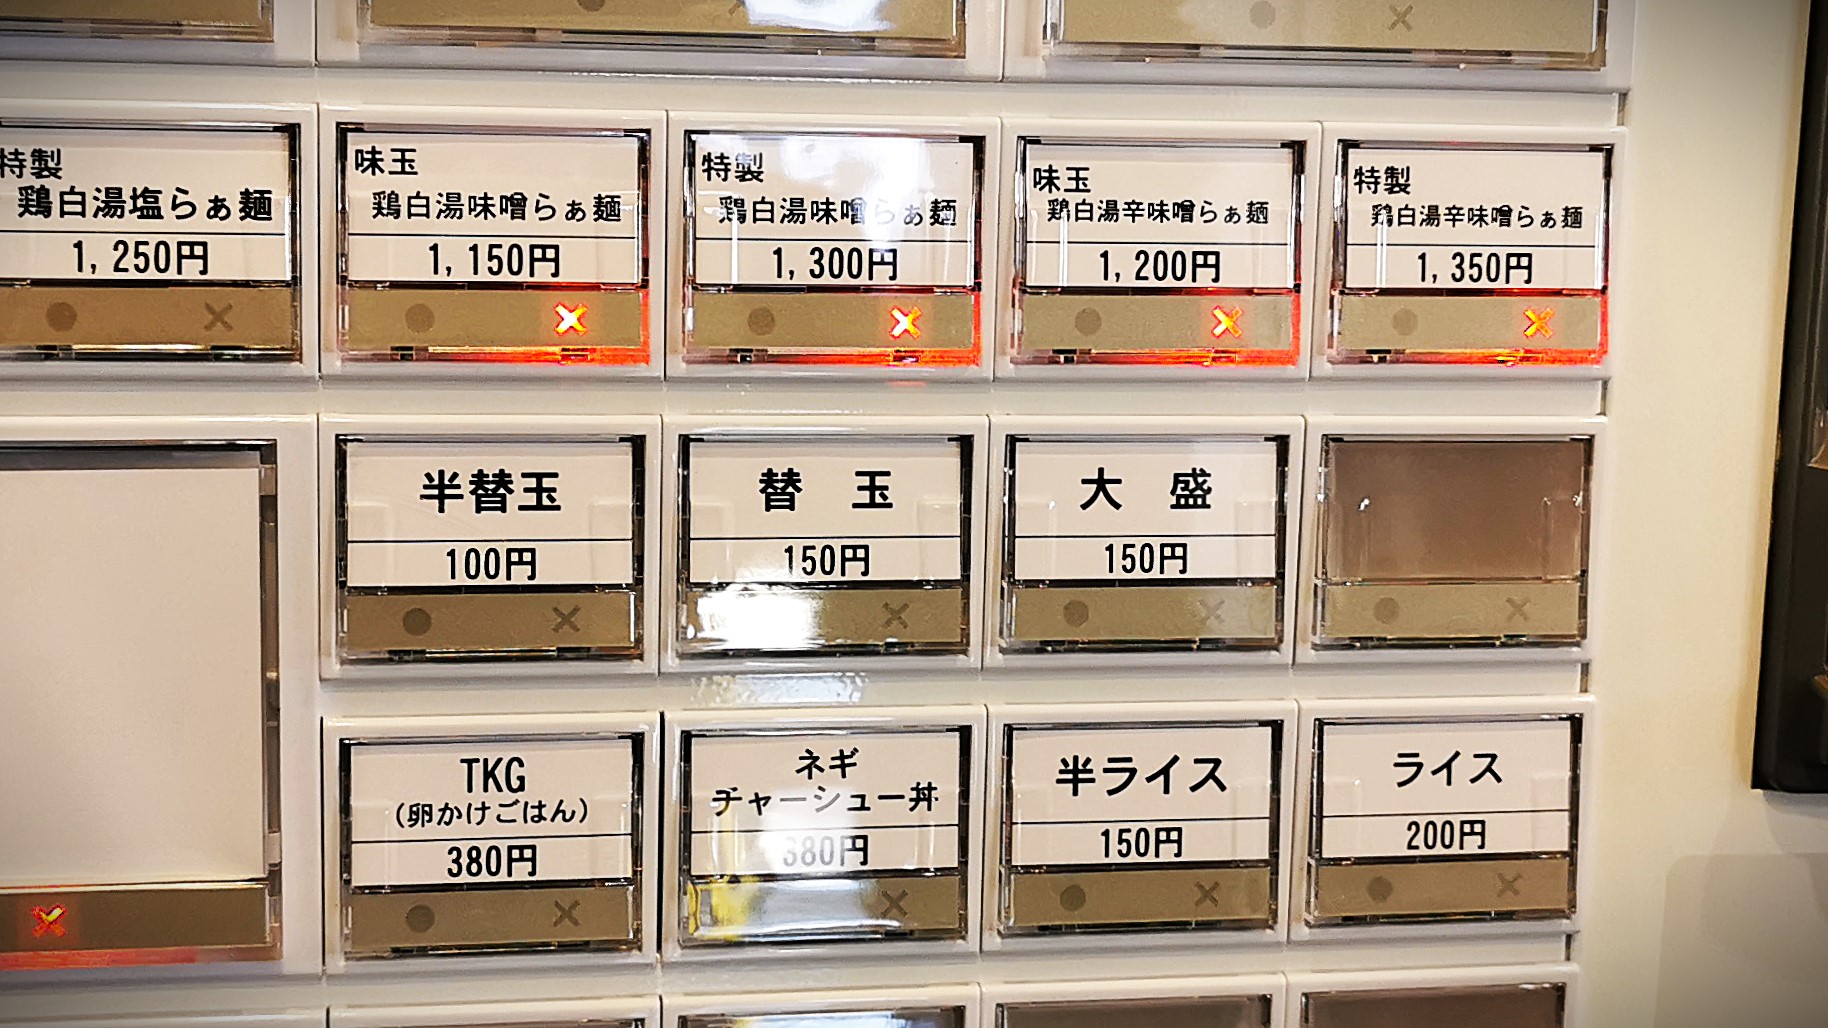 特製
鶏白湯塩らぁ麺
1,250円
味玉
鶏白湯味噌らぁ麺
1,150円
特製
鶏白湯味噌らぁ麺
1,300円
味玉
鶏白湯辛味噌らぁ麺
1,200円
特製
鶏白湯辛味噌らぁ麺
1,350円
半替玉
100円
替 玉
150円
大 盛
150円
TKG
(卵かけごはん)
380円
ネギ
チャーシュー丼
380円
半ライス
150円
ライス
200円